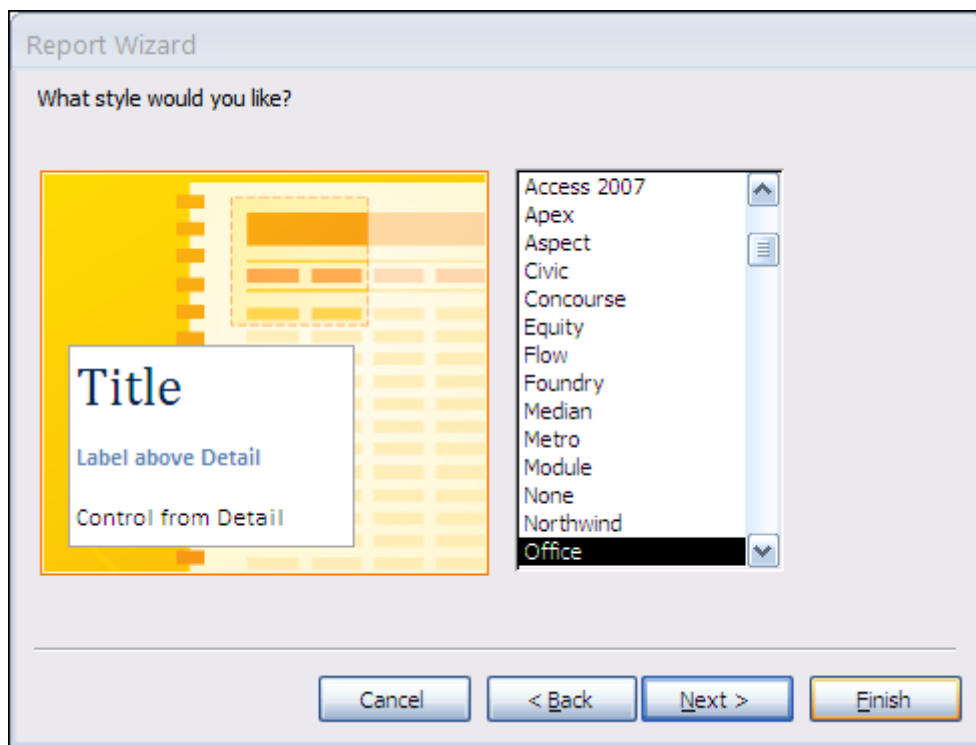 Report Wizard
What style would you like?
Title
Label above Detail
Control from Detail
Access 2007
Apex
Aspect
Civic
Concourse
Equity
Flow
Foundry
Median
Metro
Module
None
Northwind
Office
Cancel
< Back
Next >
Finish